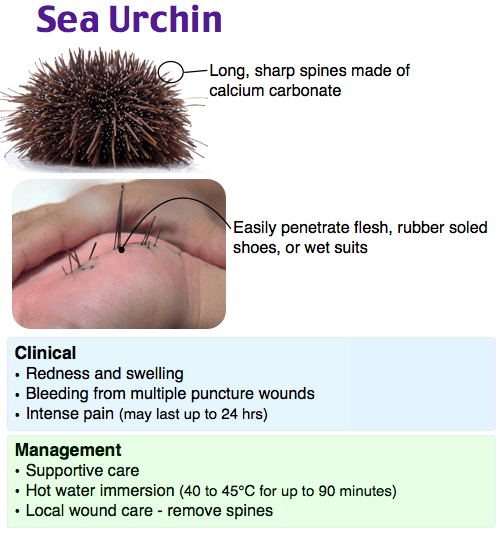 Sea Urchin
Long, sharp spines made of
calcium carbonate
Easily penetrate flesh, rubber soled
shoes, or wet suits
Clinical
• Redness and swelling
• Bleeding from multiple puncture wounds
• Intense pain (may last up to 24 hrs)
Management
• Supportive care
• Hot water immersion (40 to 45°C for up to 90 minutes)
• Local wound care - remove spines